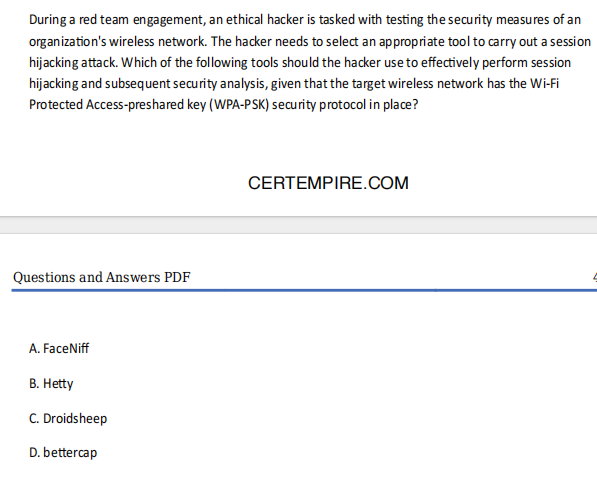 During a red team engagement, an ethical hacker is tasked with testing the security measures of an
organization's wireless network. The hacker needs to select an appropriate tool to carry out a session
hijacking attack. Which of the following tools should the hacker use to effectively perform session
hijacking and subsequent security analysis, given that the target wireless network has the Wi-Fi
Protected Access-preshared key (WPA-PSK) security protocol in place?
CERTEMPIRE.COM
Questions and Answers PDF
A. FaceNiff
B. Hetty
C. Droidsheep
D. bettercap